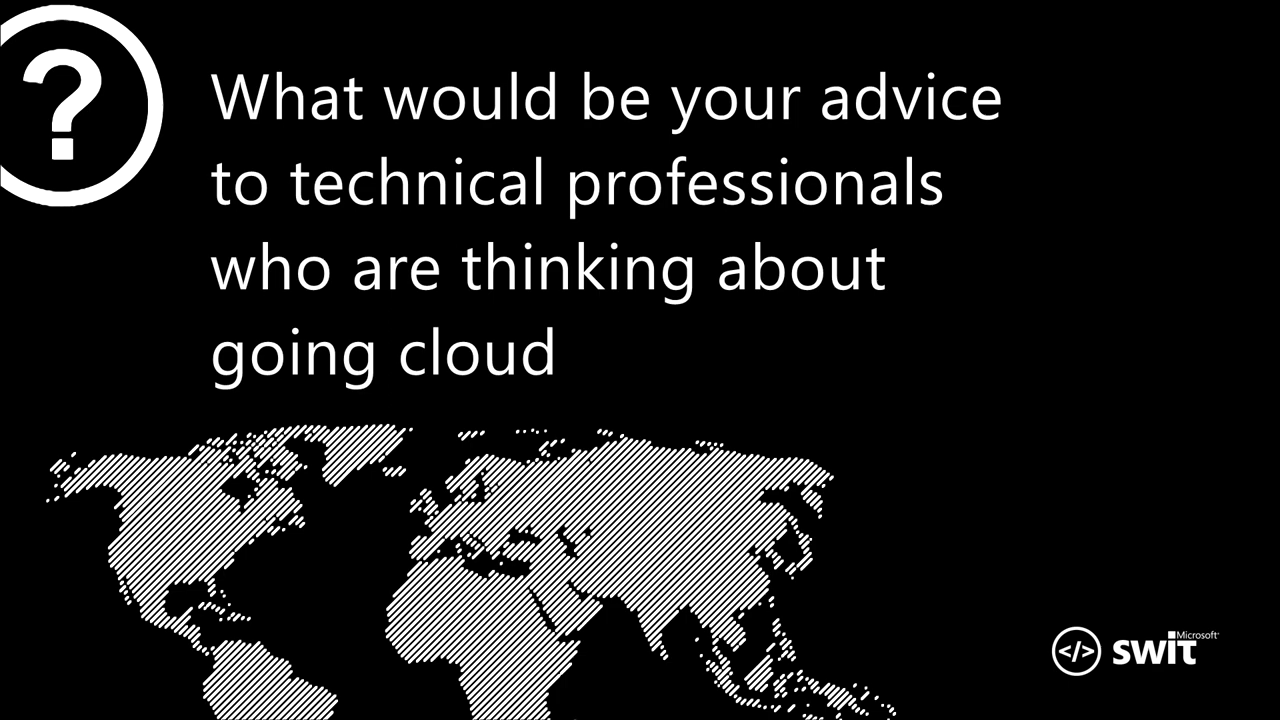 ?
What would be your advice
to technical professionals
who are thinking about
going cloud
</> Microsoft
swit